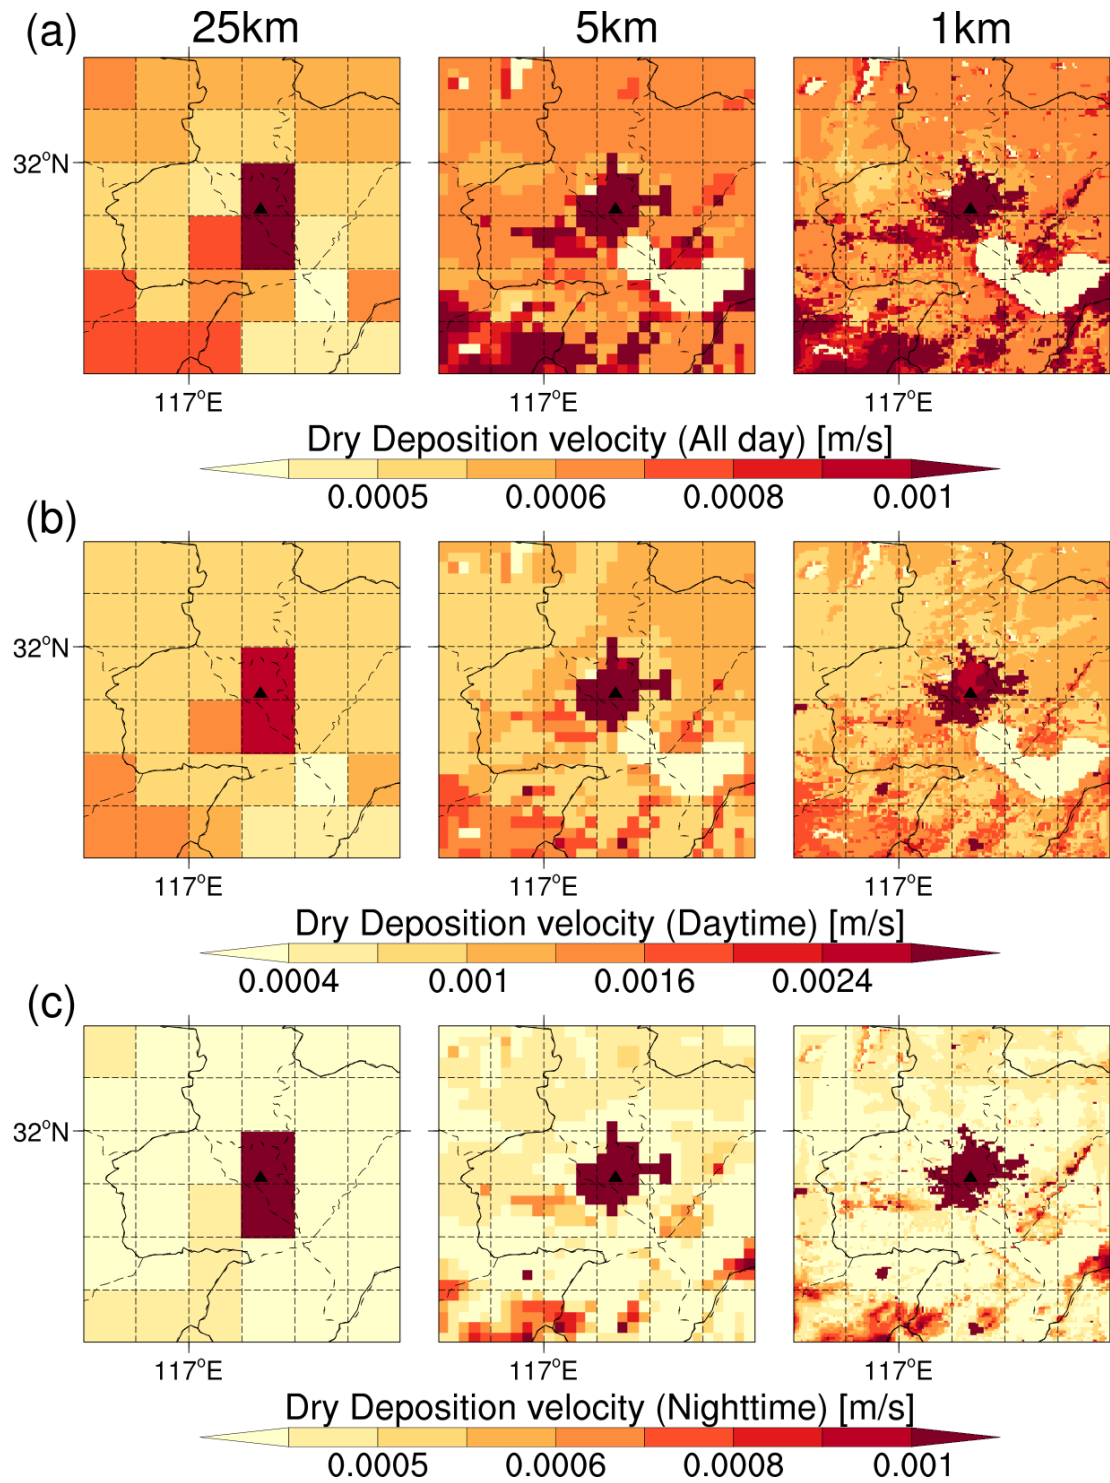 (a) 25km 5km 1km
32°N
117°E 117°E 117°E
Dry Deposition velocity (All day) [m/s]
0.0005 0.0006 0.0008 0.001
(b)
32°N
117°E 117°E 117°E
Dry Deposition velocity (Daytime) [m/s]
0.0004 0.001 0.0016 0.0024
(c)
32°N
117°E 117°E 117°E
Dry Deposition velocity (Nighttime) [m/s]
0.0005 0.0006 0.0008 0.001